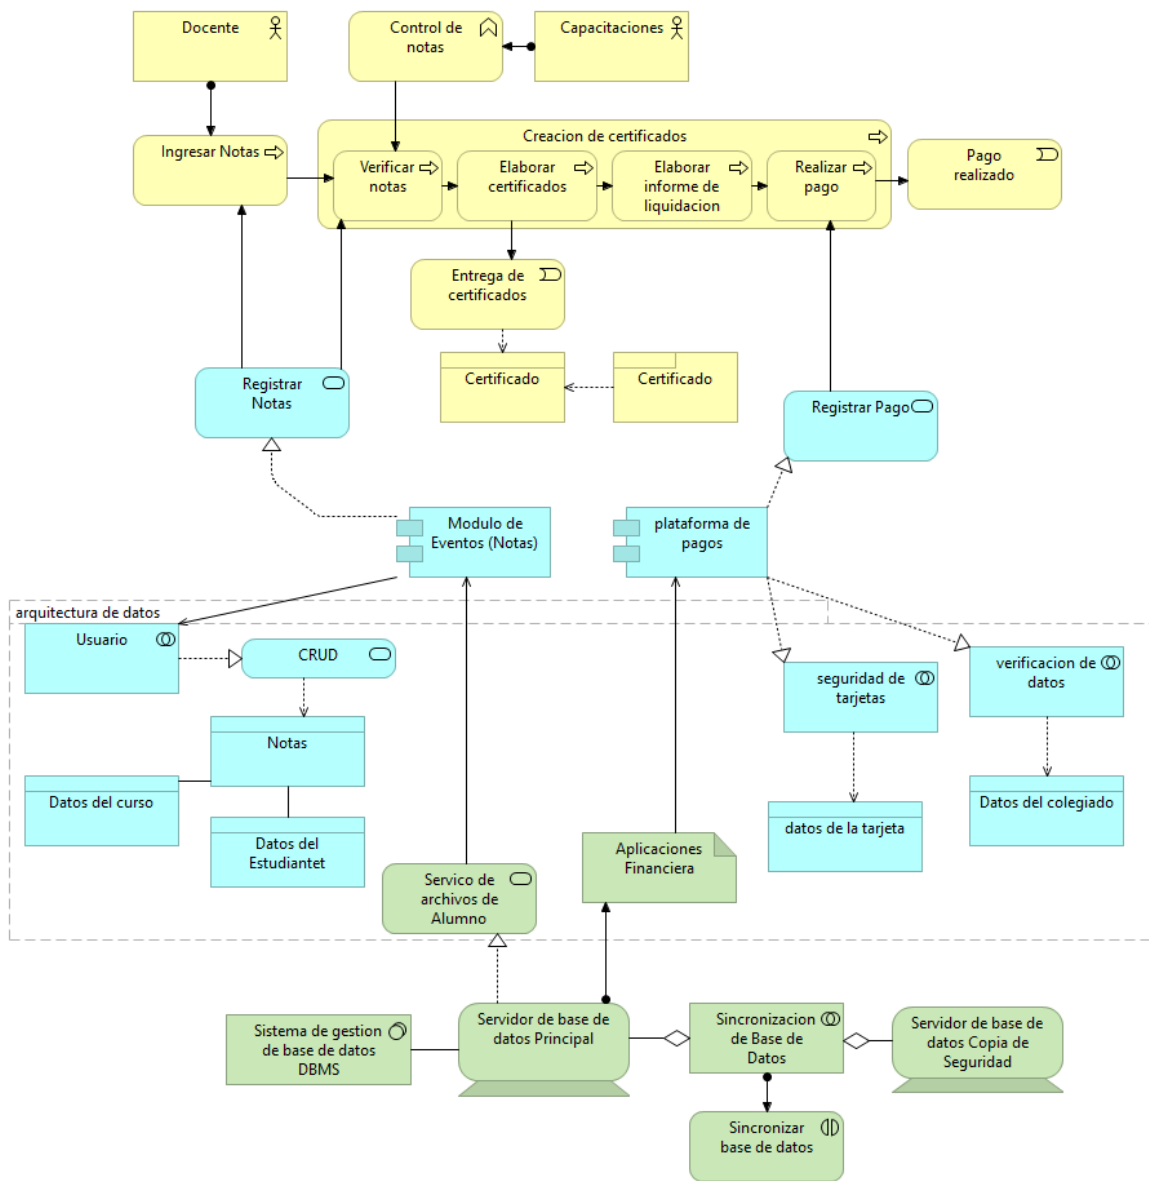 Docente
Control de
notas
Capacitaciones
Creacion de certificados
Ingresar Notas
Verificar
notas
Elaborar
certificados
Elaborar
informe de
liquidacion
Realizar
pago
Pago
realizado
Entrega de
certificados
Certificado
Certificado
Registrar
Notas
Registrar Pago
Modulo de
Eventos (Notas)
plataforma de
pagos
arquitectura de datos
Usuario
CRUD
seguridad de
tarjetas
verificacion de
datos
Notas
Datos del curso
Datos del
Estudiantet
datos de la tarjeta
Datos del colegiado
Aplicaciones
Financiera
Servico de
archivos de
Alumno
Sistema de gestion
de base de datos
DBMS
Servidor de base de
datos Principal
Sincronizacion
de Base de
Datos
Servidor de base de
datos Copia de
Seguridad
Sincronizar
base de datos